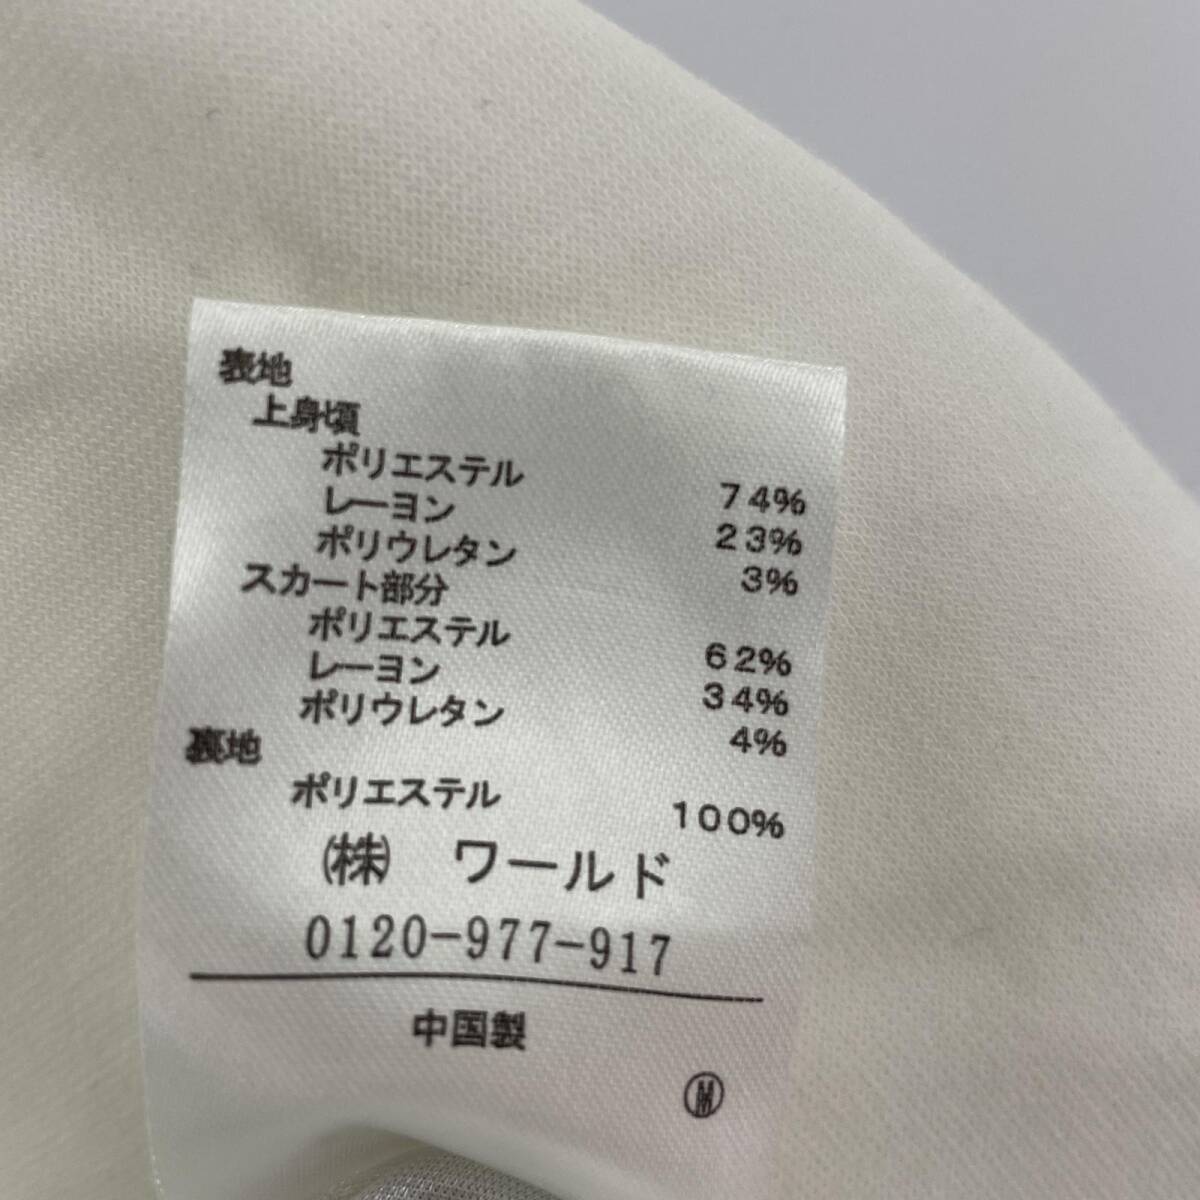 表地
上身頃
ポリエステル 74%
レーヨン 23%
ポリウレタン 3%
スカート部分
ポリエステル 62%
レーヨン 34%
ポリウレタン 4%
裏地
ポリエステル 100%
㈱ ワールド
0120-977-917
中国製
Ⓜ